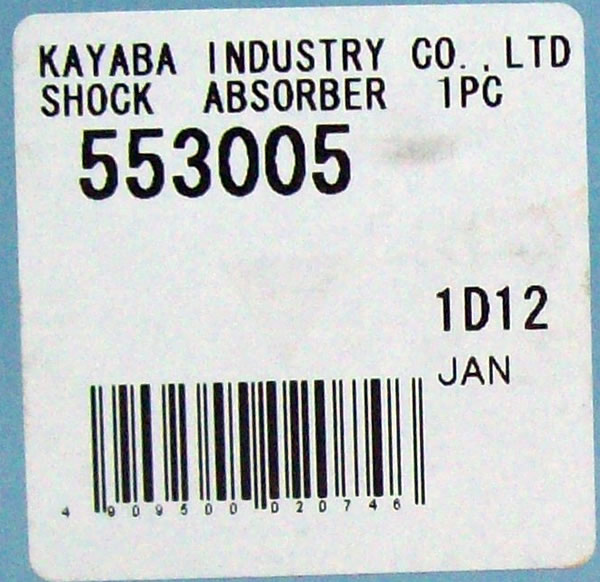 KAYABA INDUSTRY CO.,LTD
SHOCK ABSORBER 1PC
553005
1D12
JAN
4 909500 020746